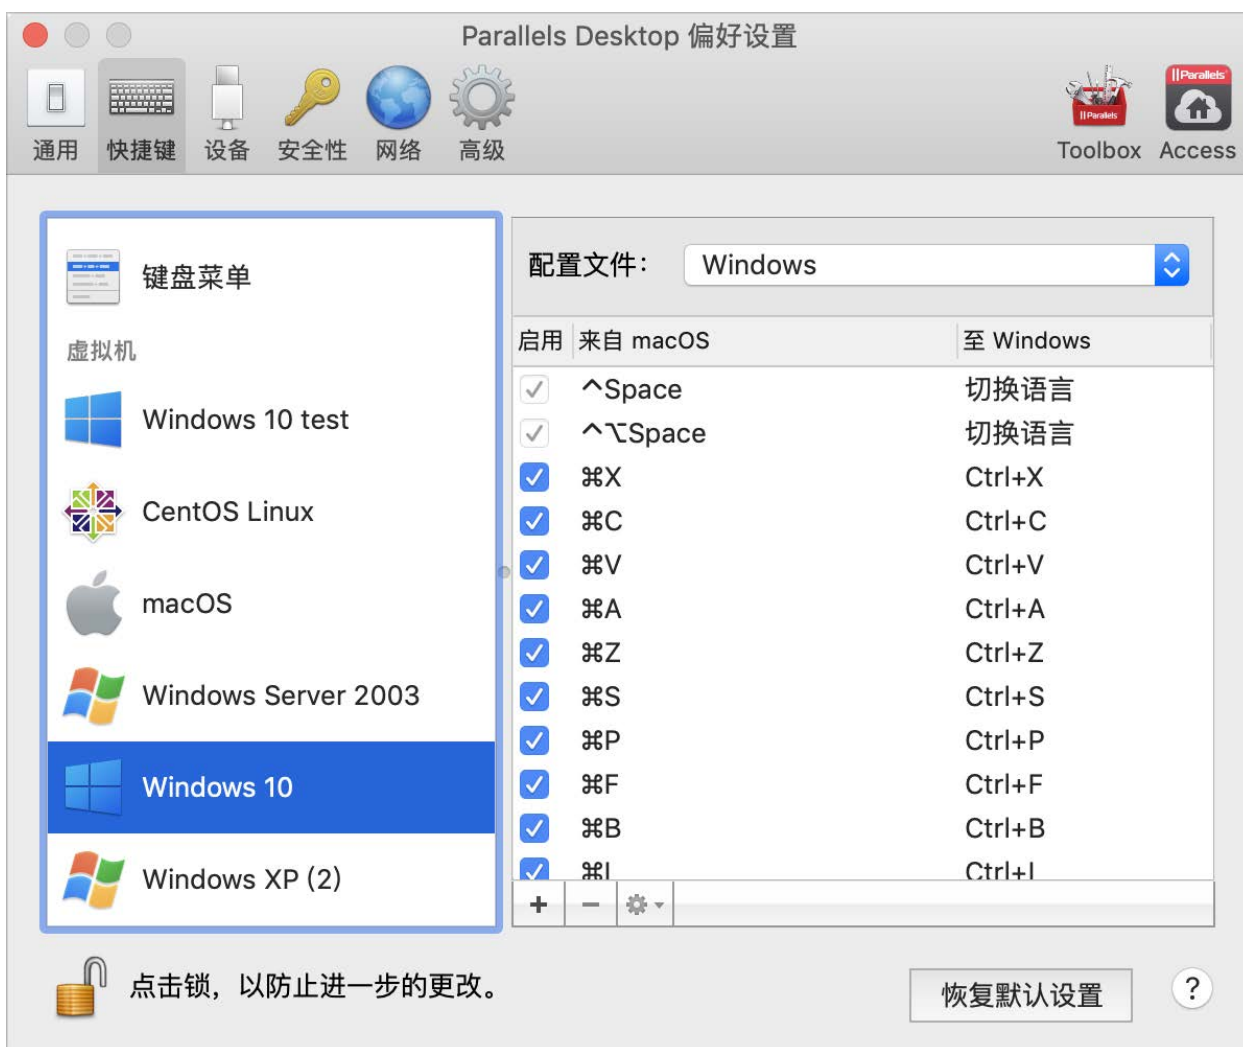 Parallels Desktop 偏好设置
通用 快捷键 设备 安全性 网络 高级 Toolbox Access
||Parallels
||Parallels
键盘菜单
虚拟机
Windows 10 test
CentOS Linux
macOS
Windows Server 2003
Windows 10
Windows XP (2)
配置文件： Windows
启用 来自 macOS 至 Windows
^Space 切换语言
^⌥Space 切换语言
⌘X Ctrl+X
⌘C Ctrl+C
⌘V Ctrl+V
⌘A Ctrl+A
⌘Z Ctrl+Z
⌘S Ctrl+S
⌘P Ctrl+P
⌘F Ctrl+F
⌘B Ctrl+B
⌘I Ctrl+I
点击锁，以防止进一步的更改。
恢复默认设置 ?